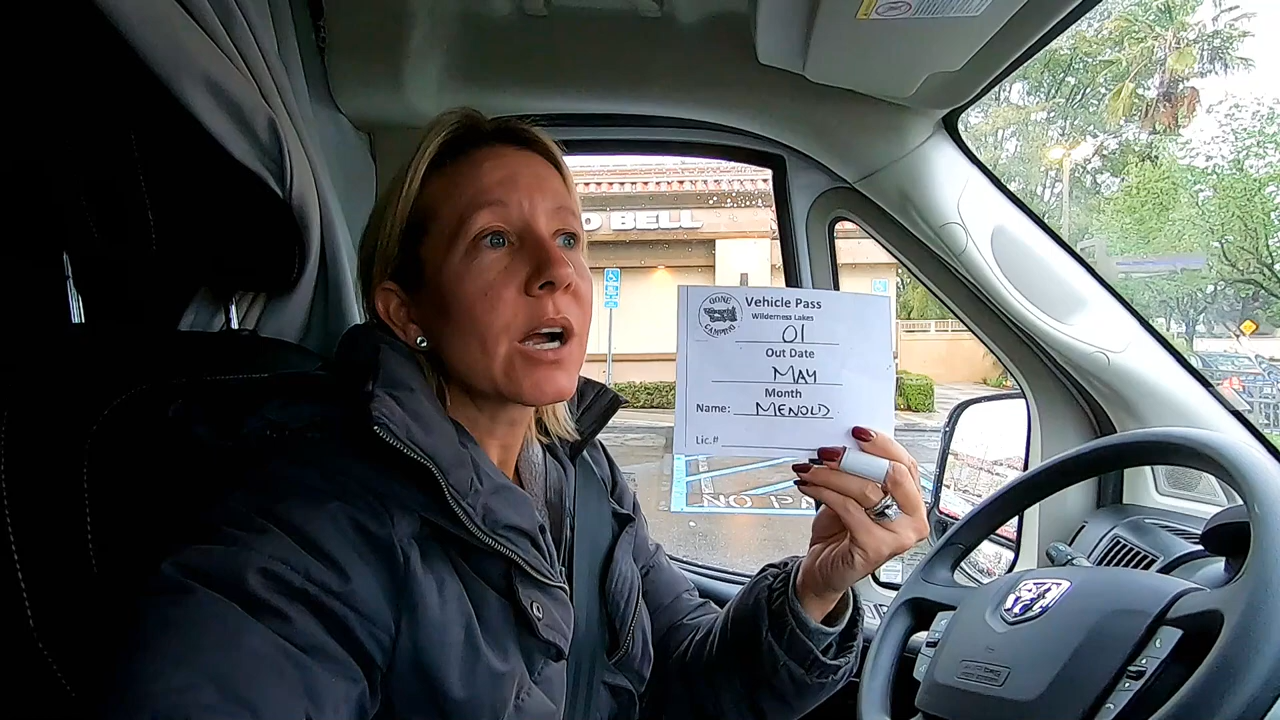 O BELL
GONE
CAMPING
Vehicle Pass
Wilderness Lakes
01
Out Date
MAY
Month
Name: MENOLD
Lic.#
NO PA